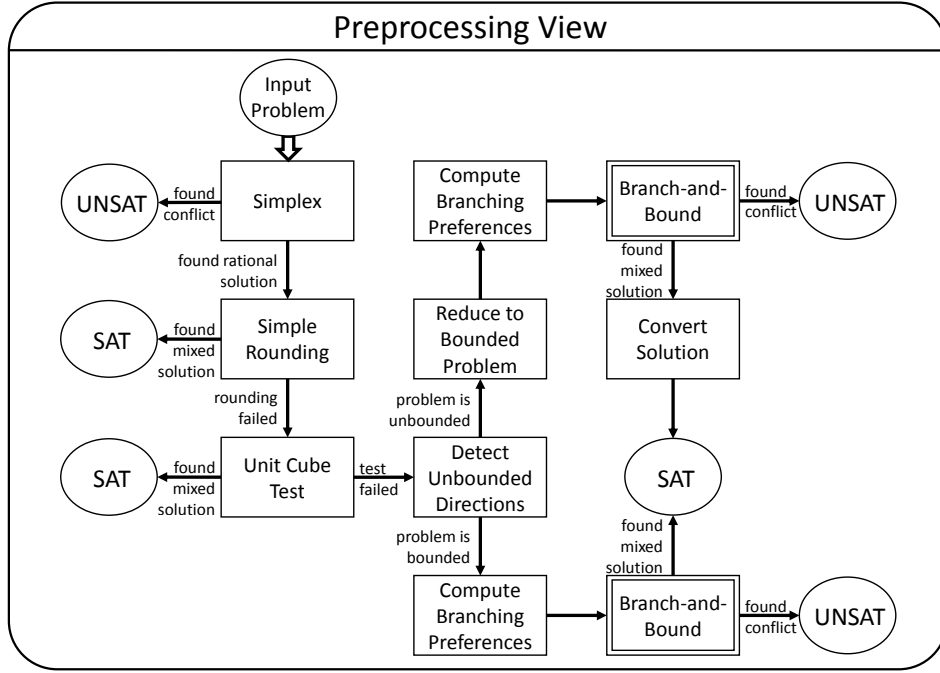 Preprocessing View
Input
Problem
UNSAT
found
conflict
Simplex
Compute
Branching
Preferences
Branch-and-
Bound
found
conflict
UNSAT
found rational
solution
found
mixed
solution
SAT
found
mixed
solution
Simple
Rounding
Reduce to
Bounded
Problem
Convert
Solution
rounding
failed
problem is
unbounded
SAT
found
mixed
solution
Unit Cube
Test
test
failed
Detect
Unbounded
Directions
SAT
problem is
bounded
found
mixed
solution
Compute
Branching
Preferences
Branch-and-
Bound
found
conflict
UNSAT